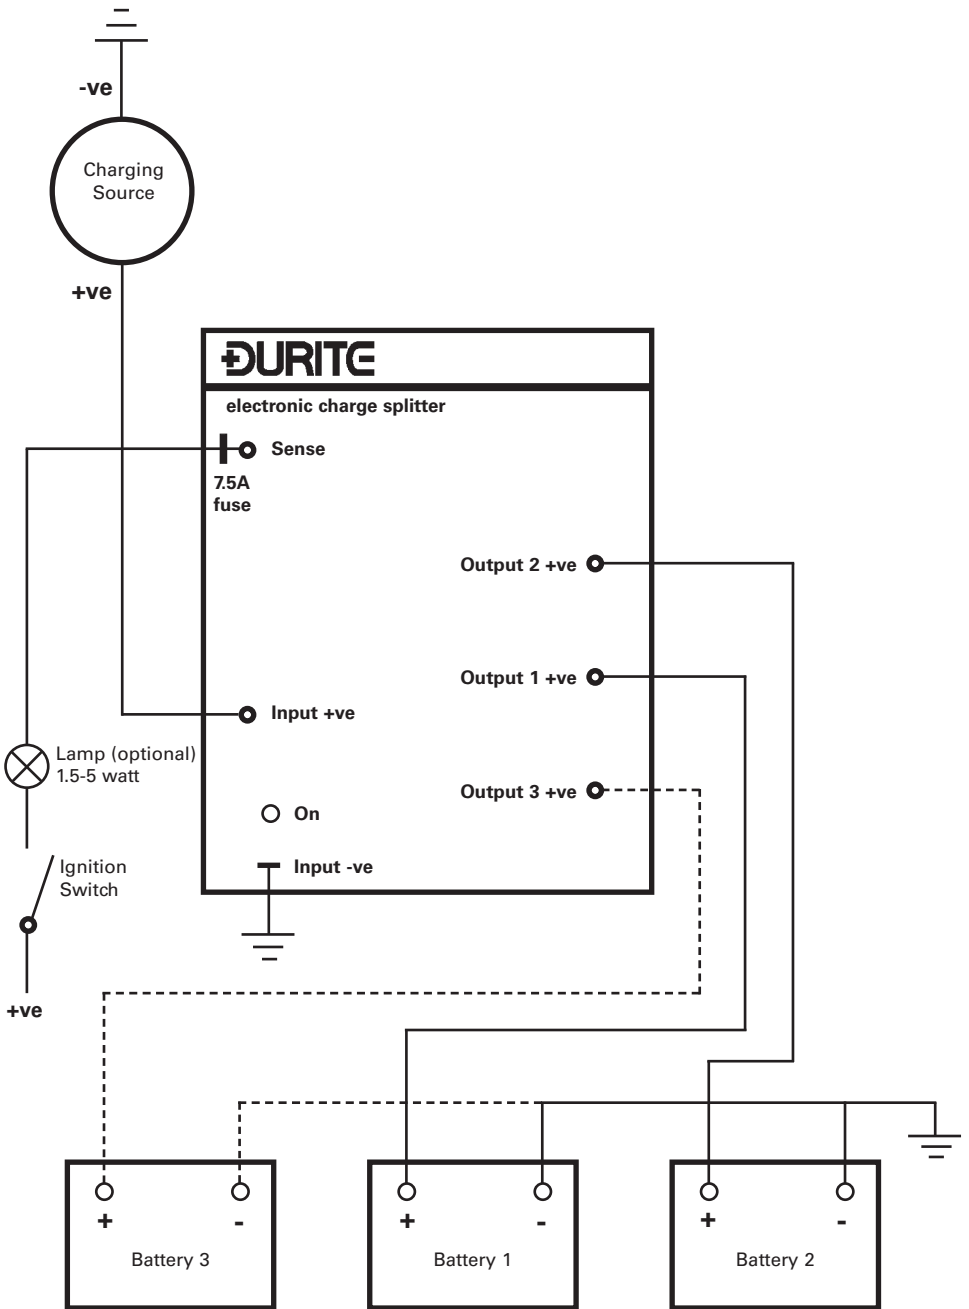 -ve
Charging
Source
+ve
DURITE
electronic charge splitter
Sense
7.5A
fuse
Output 2 +ve
Output 1 +ve
Input +ve
Lamp (optional)
1.5-5 watt
Output 3 +ve
On
Input -ve
Ignition
Switch
+ve
+ -
Battery 3
+ -
Battery 1
+ -
Battery 2